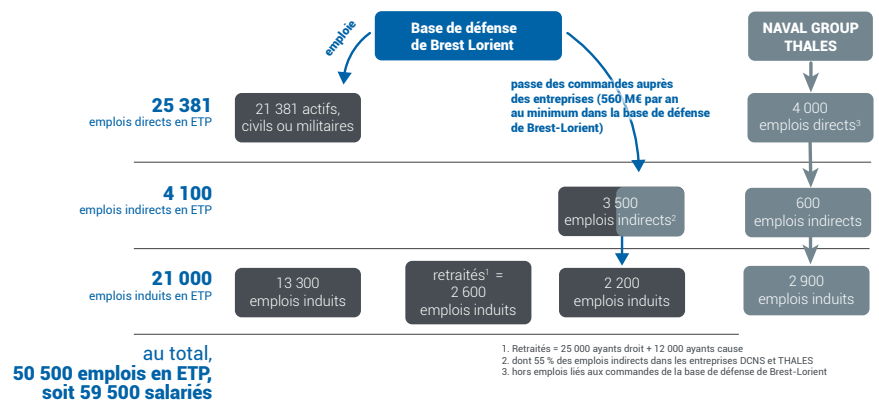 emploie
Base de défense
de Brest Lorient
NAVAL GROUP
THALES
passe des commandes auprès
des entreprises (560 M€ par an
au minimum dans la base de défense
de Brest-Lorient)
25 381
emplois directs en ETP
21 381 actifs,
civils ou militaires
4 000
emplois directs³
4 100
emplois indirects en ETP
3 500
emplois indirects²
600
emplois indirects
21 000
emplois induits en ETP
13 300
emplois induits
retraités¹ =
2 600
emplois induits
2 200
emplois induits
2 900
emplois induits
au total,
50 500 emplois en ETP,
soit 59 500 salariés
1. Retraités = 25 000 ayants droit + 12 000 ayants cause
2. dont 55 % des emplois indirects dans les entreprises DCNS et THALES
3. hors emplois liés aux commandes de la base de défense de Brest-Lorient